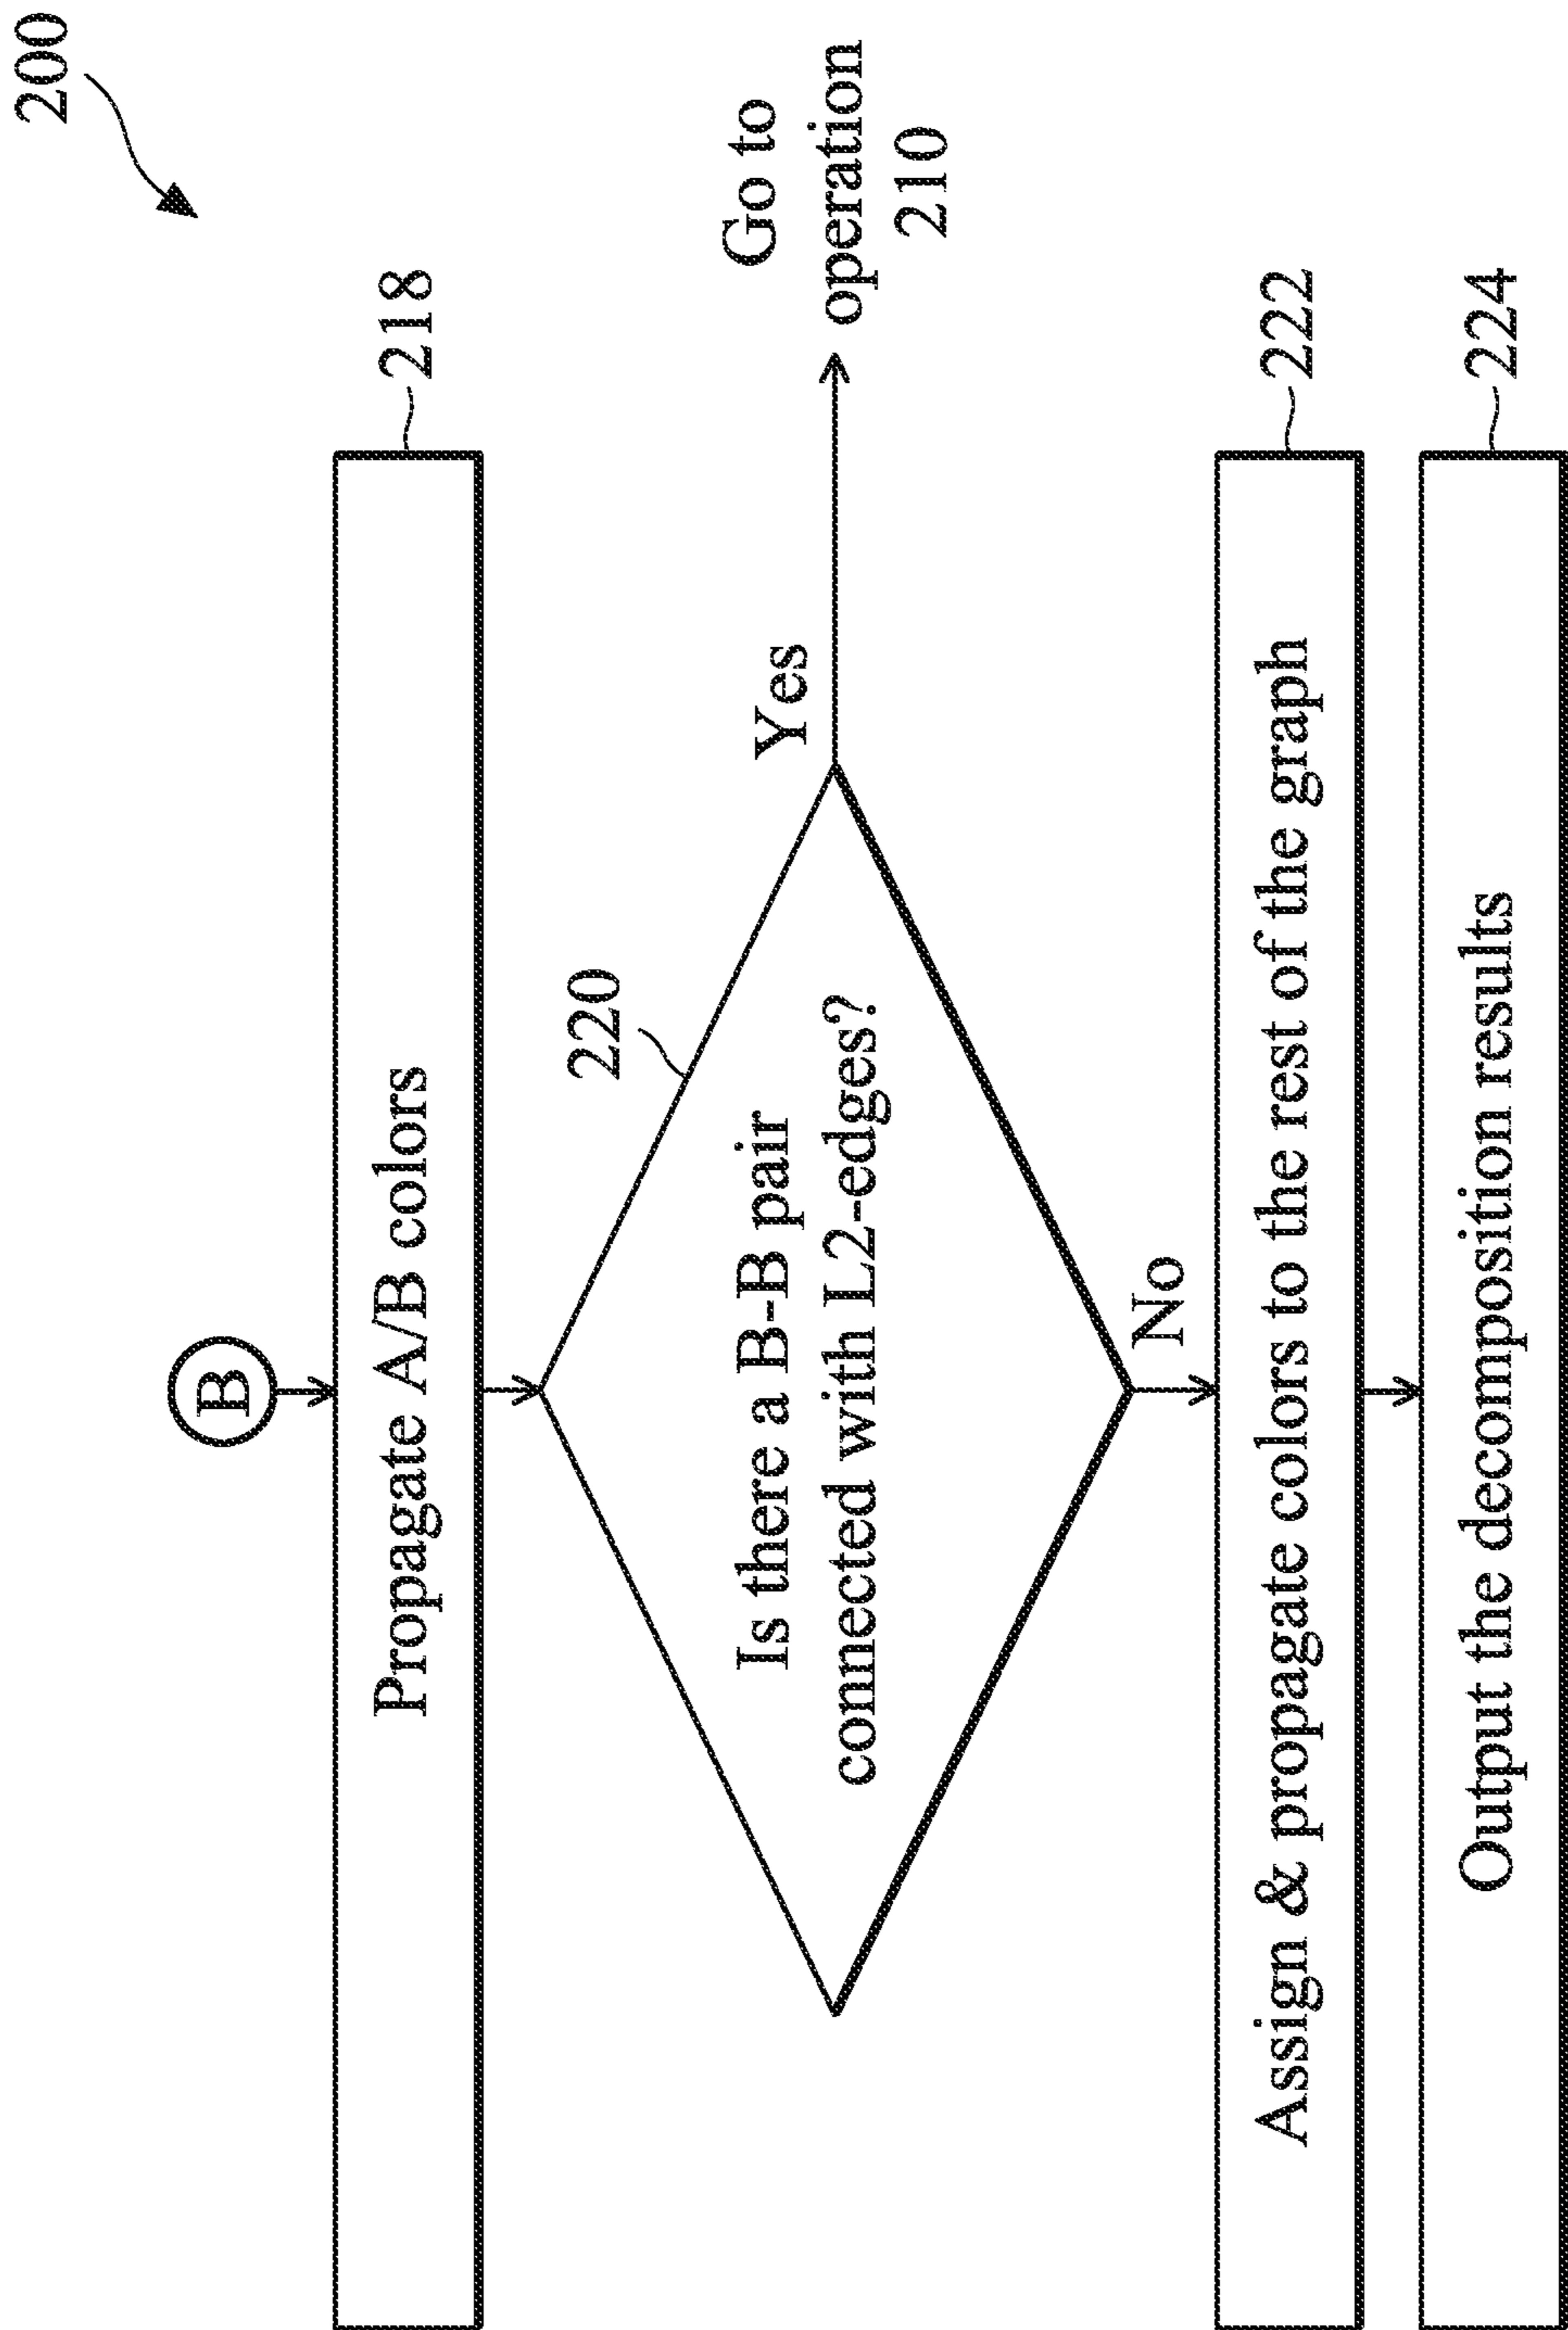 200
B
Propagate A/B colors
218
220
Is there a B-B pair
connected with L2-edges?
Yes
Go to
operation
210
No
Assign & propagate colors to the rest of the graph
222
Output the decomposition results
224